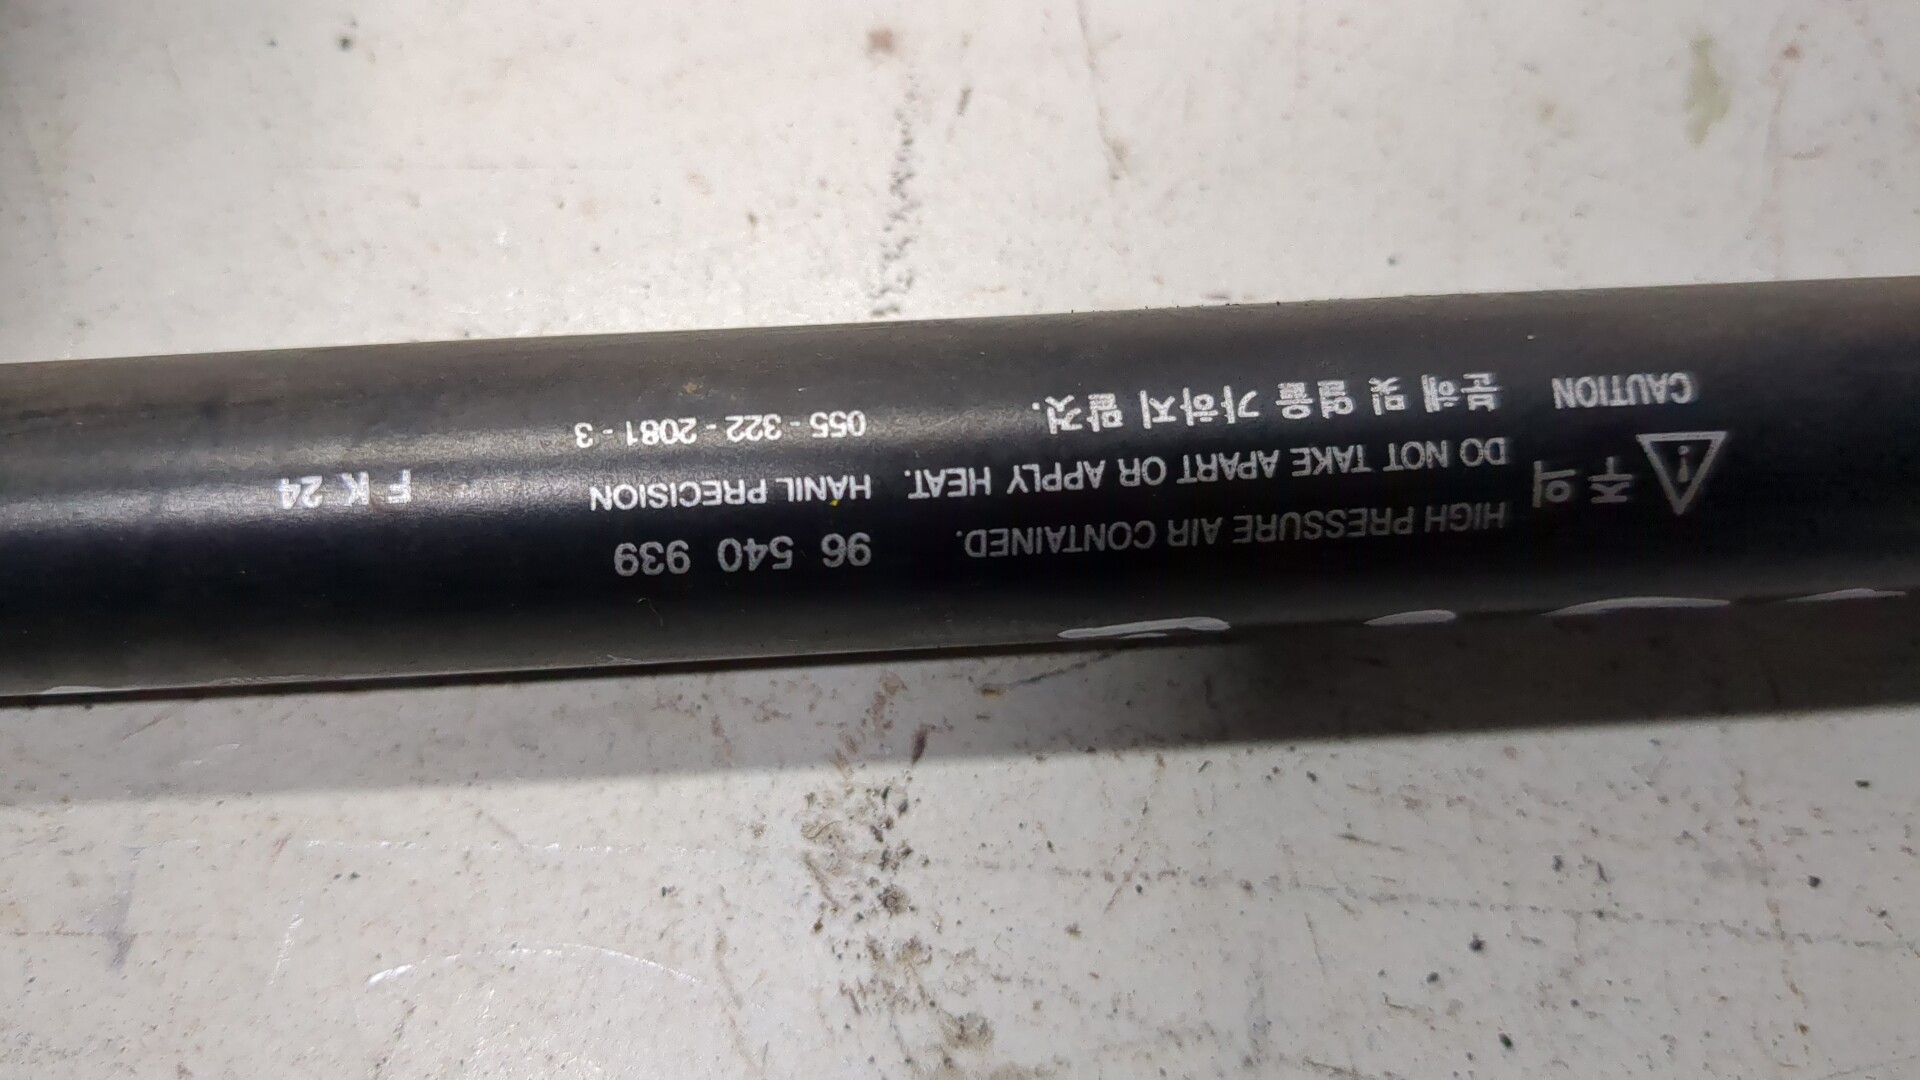 HIGH PRESSURE AIR CONTAINED.
96 540 939
주의
DO NOT TAKE APART OR APPLY HEAT.
HANIL PRECISION
F K 24
CAUTION
분해 및 열을 가하지 말것.
055 - 322 - 2081 - 3